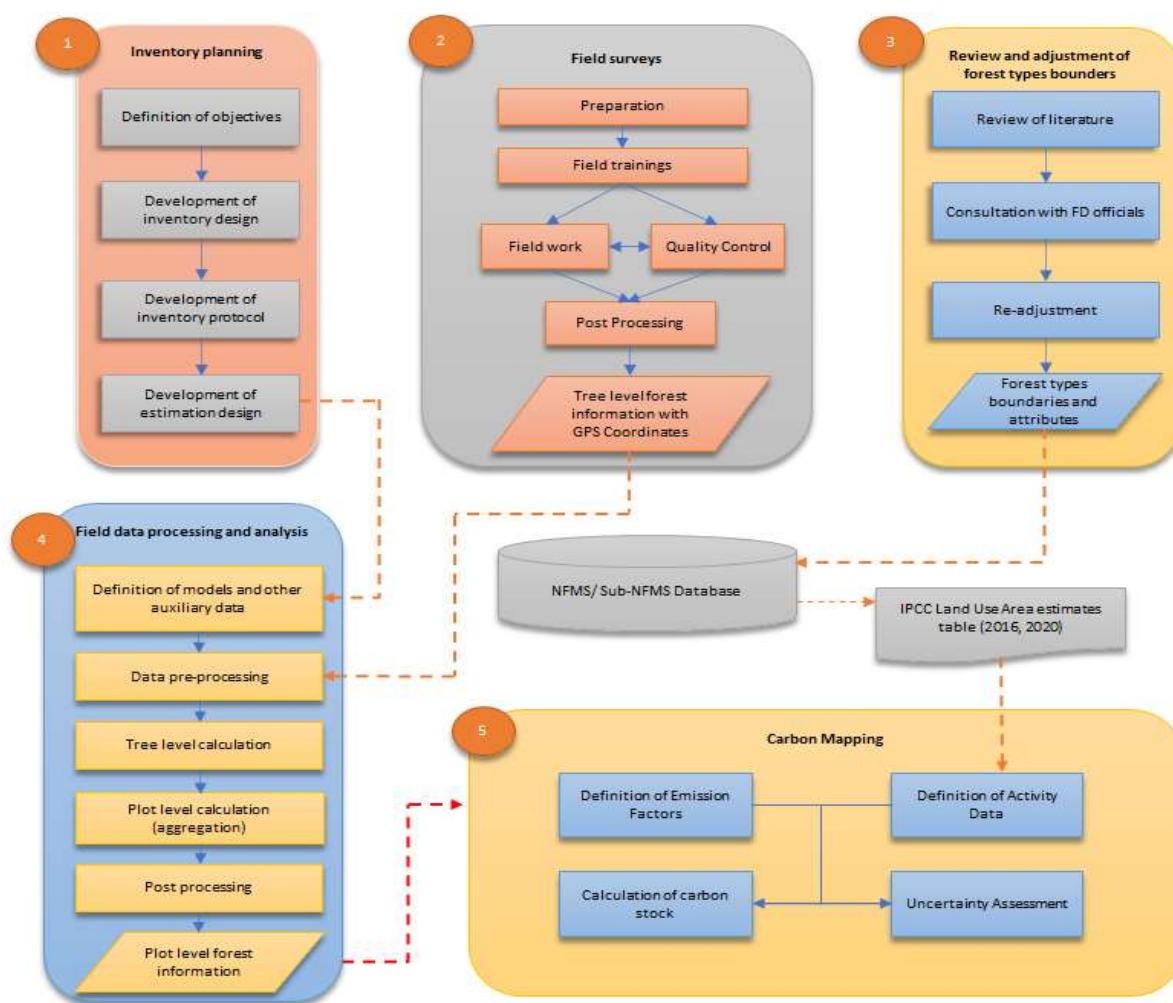 1
Inventory planning
Definition of objectives
Development of
inventory design
Development of
inventory protocol
Development of
estimation design
2
Field surveys
Preparation
Field trainings
Field work
Quality Control
Post Processing
Tree level forest
information with
GPS Coordinates
3
Review and adjustment of
forest types bounders
Review of literature
Consultation with FD officials
Re-adjustment
Forest types
boundaries and
attributes
4
Field data processing and analysis
Definition of models and other
auxiliary data
Data pre-processing
Tree level calculation
Plot level calculation
(aggregation)
Post processing
Plot level forest
information
NFMS/ Sub-NFMS Database
IPCC Land Use Area estimates
table (2016, 2020)
5
Carbon Mapping
Definition of Emission
Factors
Definition of Activity
Data
Calculation of carbon
stock
Uncertainty Assessment